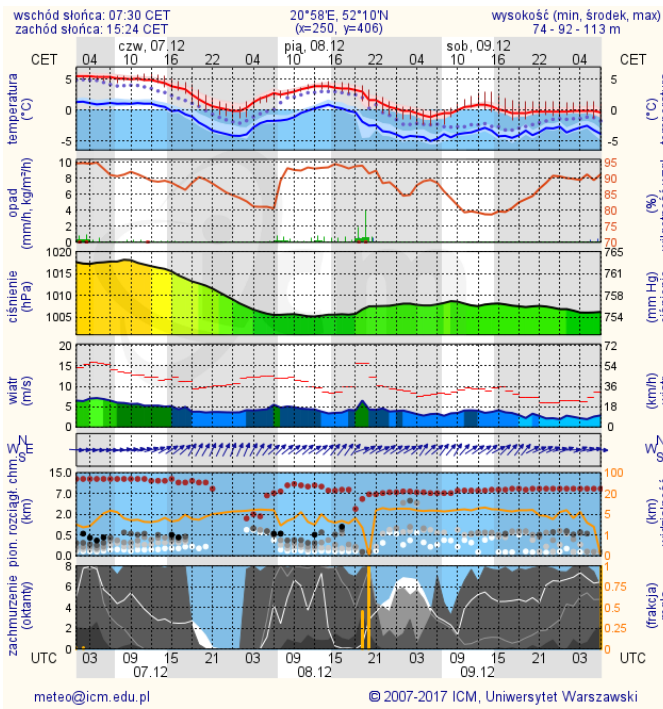 wschód słońca: 07:30 CET
zachód słońca: 15:24 CET
20°58'E, 52°10'N
(x=250, y=406)
wysokość (min, środek, max)
74 - 92 - 113 m
czw, 07.12 pią, 08.12 sob, 09.12
CET 04 10 16 22 04 10 16 22 04 10 16 22 04 CET
temperatura
(°C)
5
0
-5
5
0
-5
opad
(mm/h, kg/m²/h)
10
8
6
4
2
0
95
90
85
80
75
70
(%)
ciśnienie
(hPa)
1020
1015
1010
1005
765
761
758
754
(mm Hg)
wiatr
m/s
20
15
10
5
0
72
54
36
18
0
(km/h)
N
W E
S
N
W
S
pion. rozciągł. chm.
(km)
15.0
7.0
2.0
0.5
0.0
100
20
5
1
0
(km)
zachmurzenie
(oktanty)
8
6
4
2
0
1
0.75
0.5
0.25
0
(frakcja)
UTC 03 09 15 21 03 09 15 21 03 09 15 21 03 UTC
07.12 08.12 09.12
meteo@icm.edu.pl
© 2007-2017 ICM, Uniwersytet Warszawski